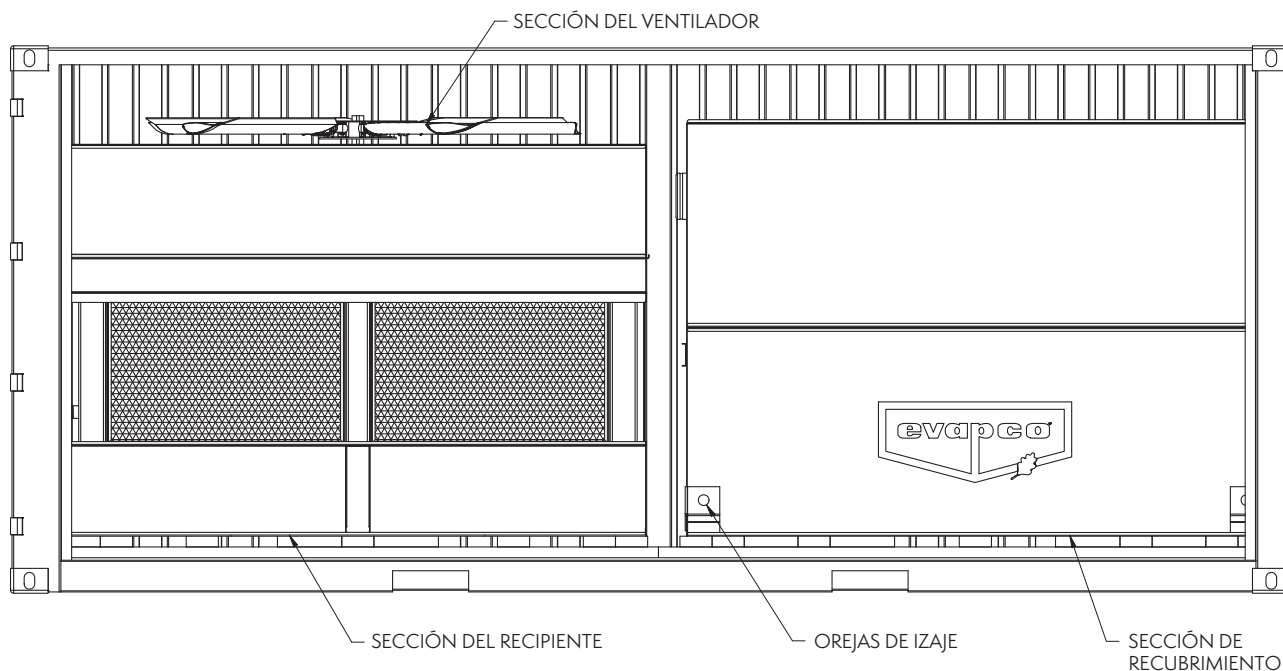 SECCIÓN DEL VENTILADOR
evapco
SECCIÓN DEL RECIPIENTE
OREJAS DE IZAJE
SECCIÓN DE
RECUBRIMIENTO